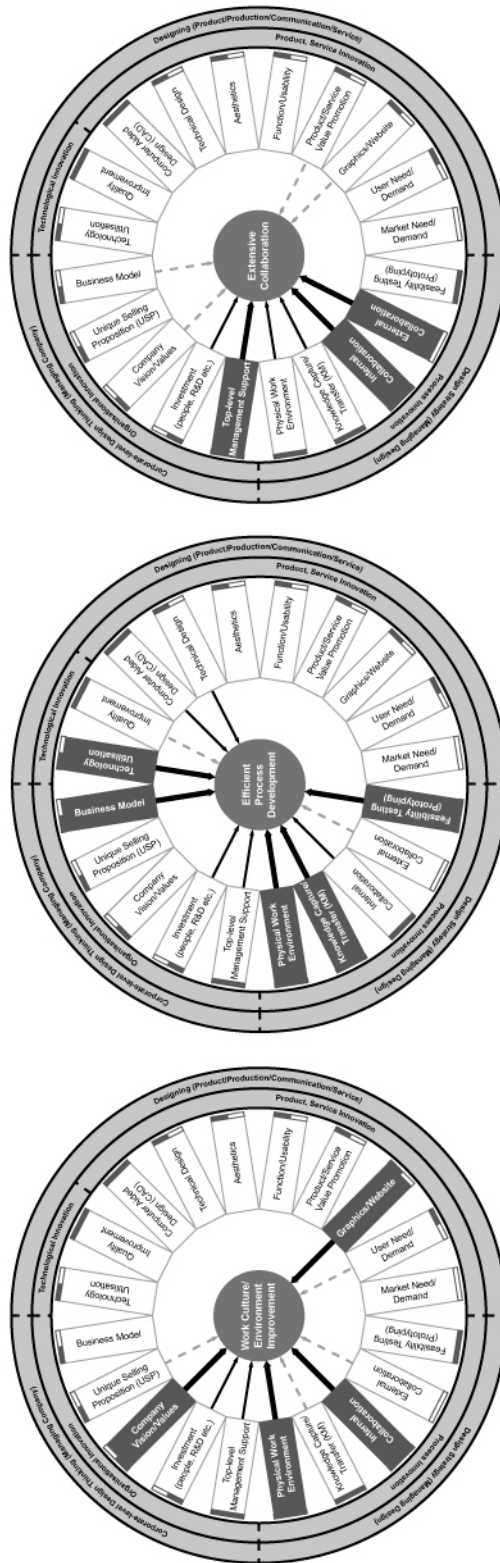 Designing (Product/Production/Communication/Service)
Product, Service Innovation
Technological Innovation
Corporate-level Design Thinking (Managing Company)
Organisational Innovation
Design Strategy (Managing Design)
Process Innovation
Extensive
Collaboration
Business Model
Technology
Utilisation
Quality
Improvement
Computer Added
Design (CAD)
Technical Design
Aesthetics
Function/Usability
Product/Service
Value Promotion
Graphics/Website
User Need/
Demand
Market Need/
Demand
Feasibility Testing
(Prototyping)
External
Collaboration
Internal
Collaboration
Knowledge Capture/
Transfer (KM)
Physical Work
Environment
Top-level
Management Support
Investment
(people, R&D etc.)
Company
Vision/Values
Unique Selling
Proposition (USP)
Designing (Product/Production/Communication/Service)
Product, Service Innovation
Technological Innovation
Corporate-level Design Thinking (Managing Company)
Organisational Innovation
Design Strategy (Managing Design)
Process Innovation
Efficient
Process
Development
Business Model
Technology
Utilisation
Quality
Improvement
Computer Added
Design (CAD)
Technical Design
Aesthetics
Function/Usability
Product/Service
Value Promotion
Graphics/Website
User Need/
Demand
Market Need/
Demand
Feasibility Testing
(Prototyping)
External
Collaboration
Internal
Collaboration
Knowledge Capture/
Transfer (KM)
Physical Work
Environment
Top-level
Management Support
Investment
(people, R&D etc.)
Company
Vision/Values
Unique Selling
Proposition (USP)
Designing (Product/Production/Communication/Service)
Product, Service Innovation
Technological Innovation
Corporate-level Design Thinking (Managing Company)
Organisational Innovation
Design Strategy (Managing Design)
Process Innovation
Work Culture/
Environment
Improvement
Business Model
Technology
Utilisation
Quality
Improvement
Computer Added
Design (CAD)
Technical Design
Aesthetics
Function/Usability
Product/Service
Value Promotion
Graphics/Website
User Need/
Demand
Market Need/
Demand
Feasibility Testing
(Prototyping)
External
Collaboration
Internal
Collaboration
Knowledge Capture/
Transfer (KM)
Physical Work
Environment
Top-level
Management Support
Investment
(people, R&D etc.)
Company
Vision/Values
Unique Selling
Proposition (USP)